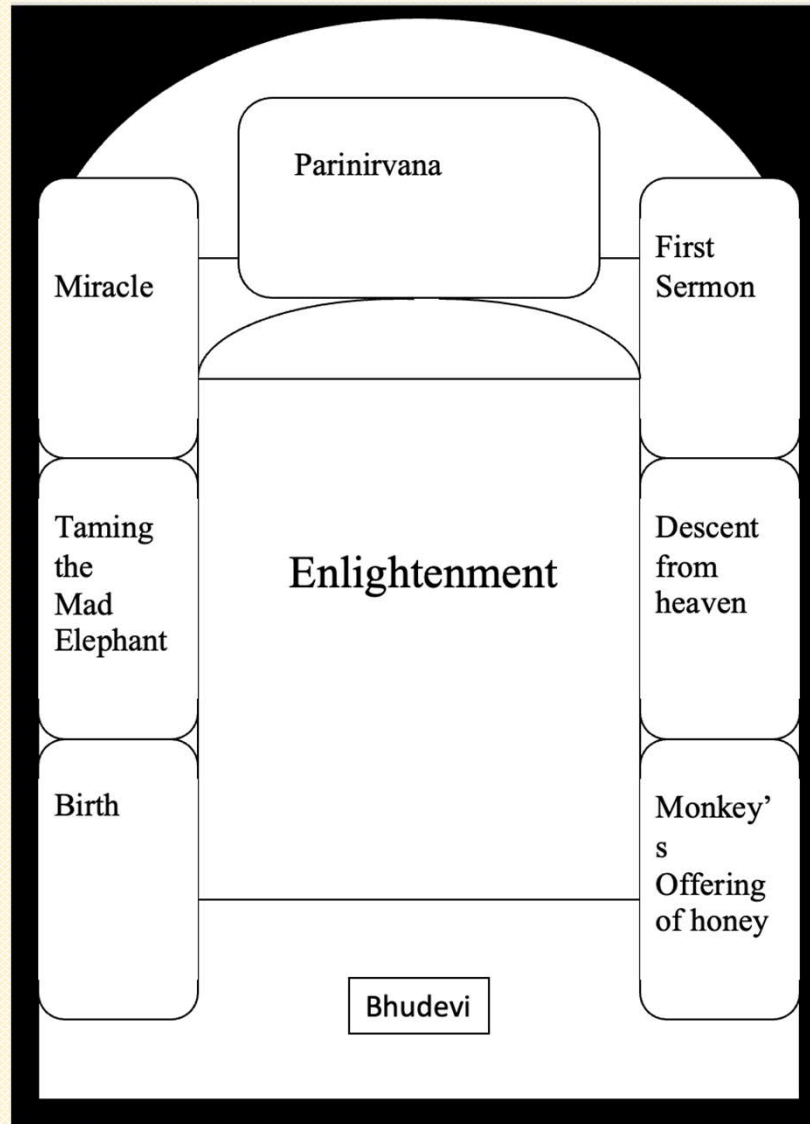 Parinirvana
Miracle
First
Sermon
Taming
the
Mad
Elephant
Enlightenment
Descent
from
heaven
Birth
Monkey’
s
Offering
of honey
Bhudevi